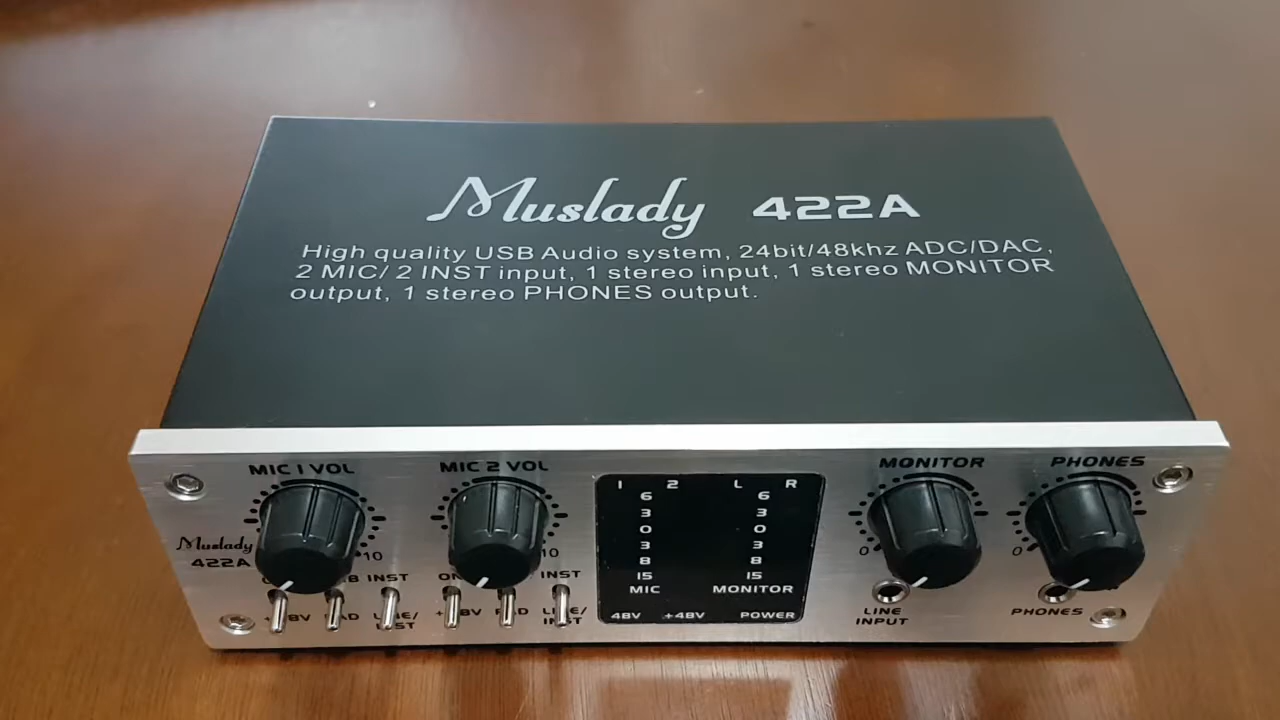 Muslady 422A
High quality USB Audio system, 24bit/48khz ADC/DAC,
2 MIC/ 2 INST input, 1 stereo input, 1 stereo MONITOR
output, 1 stereo PHONES output.
MIC 1 VOL
MIC 2 VOL
MONITOR
PHONES
1 2 L R
6 6
3 3
0 0
3 3
8 8
15 15
MIC MONITOR
48V +48V POWER
Muslady
422A
10
10
0
0
INST
INST
LINE
INPUT
PHONES